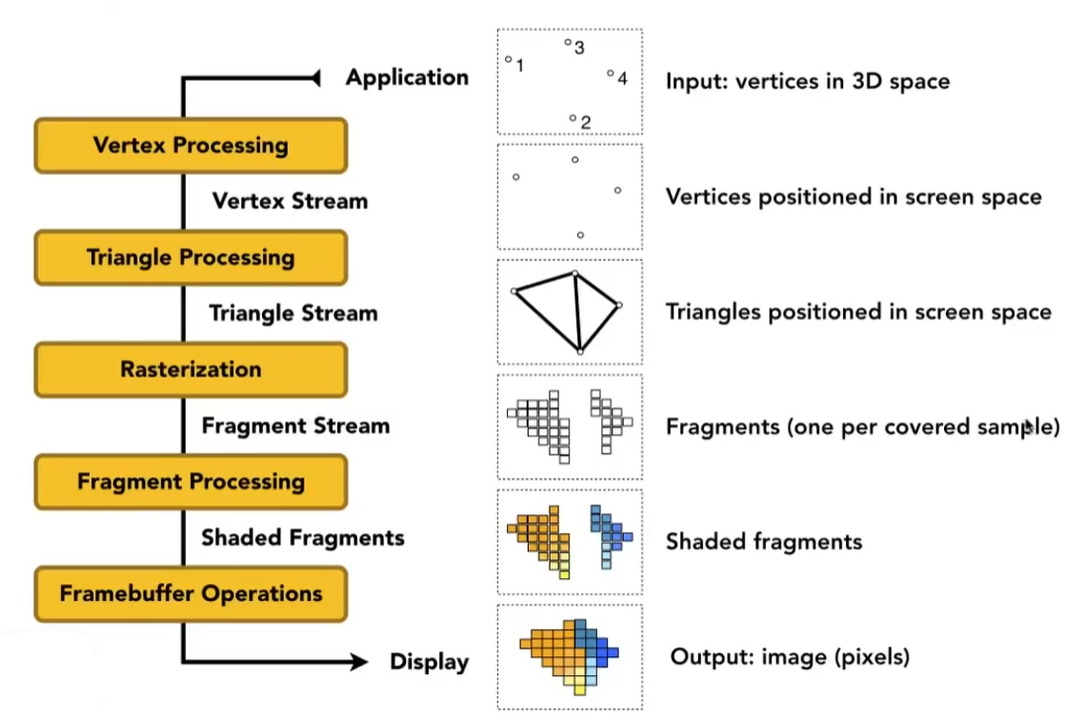 Application
3
1
4
2
Input: vertices in 3D space
Vertex Processing
Vertex Stream
Vertices positioned in screen space
Triangle Processing
Triangle Stream
Triangles positioned in screen space
Rasterization
Fragment Stream
Fragments (one per covered sample)
Fragment Processing
Shaded Fragments
Shaded fragments
Framebuffer Operations
Display
Output: image (pixels)